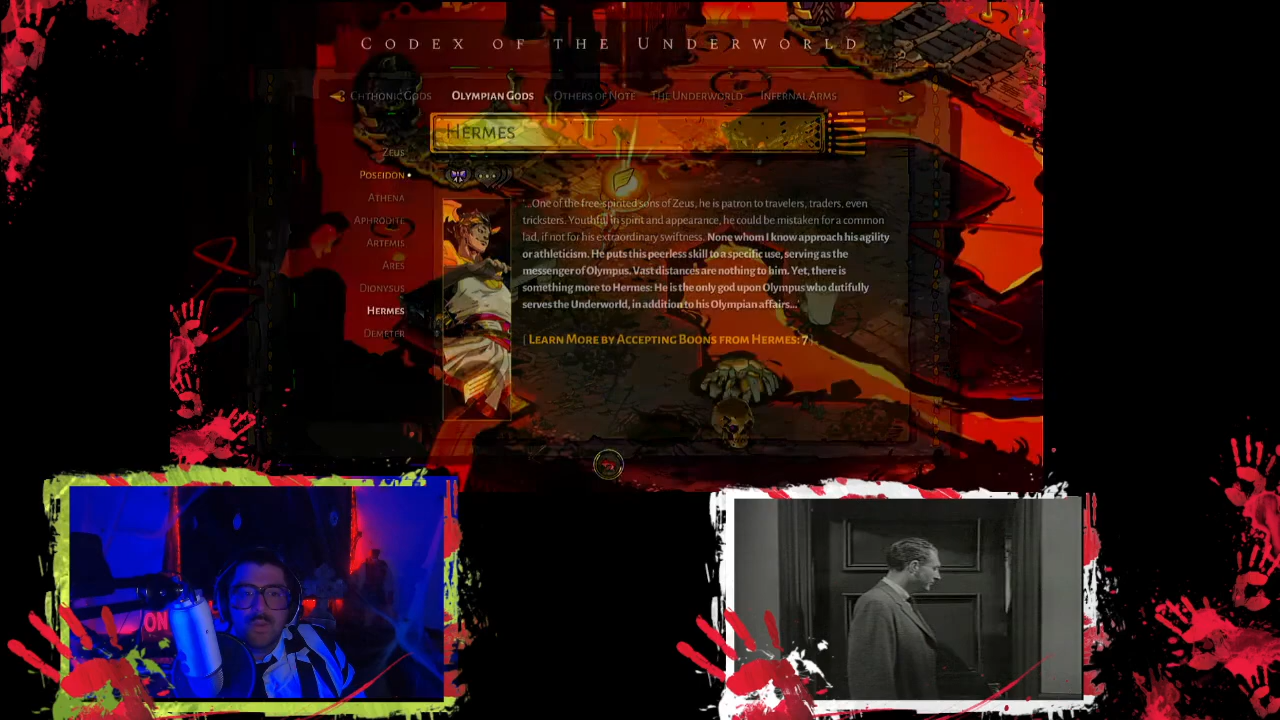 Codex of the Underworld
Chthonic Gods Olympian Gods Others of Note The Underworld Infernal Arms
Hermes
Zeus
Poseidon
Athena
Aphrodite
Artemis
Ares
Dionysus
Hermes
Demeter
"...One of the free-spirited sons of Zeus, he is patron to travelers, traders, even
tricksters. Youthful in spirit and appearance, he could be mistaken for a common
lad, if not for his extraordinary swiftness. None whom I know approach his agility
or athleticism. He puts this peerless skill to a specific use, serving as the
messenger of Olympus. Vast distances are nothing to him. Yet, there is
something more to Hermes: He is the only god upon Olympus who dutifully
serves the Underworld, in addition to his Olympian affairs..."
[ Learn More by Accepting Boons from Hermes: 7 ]
ON